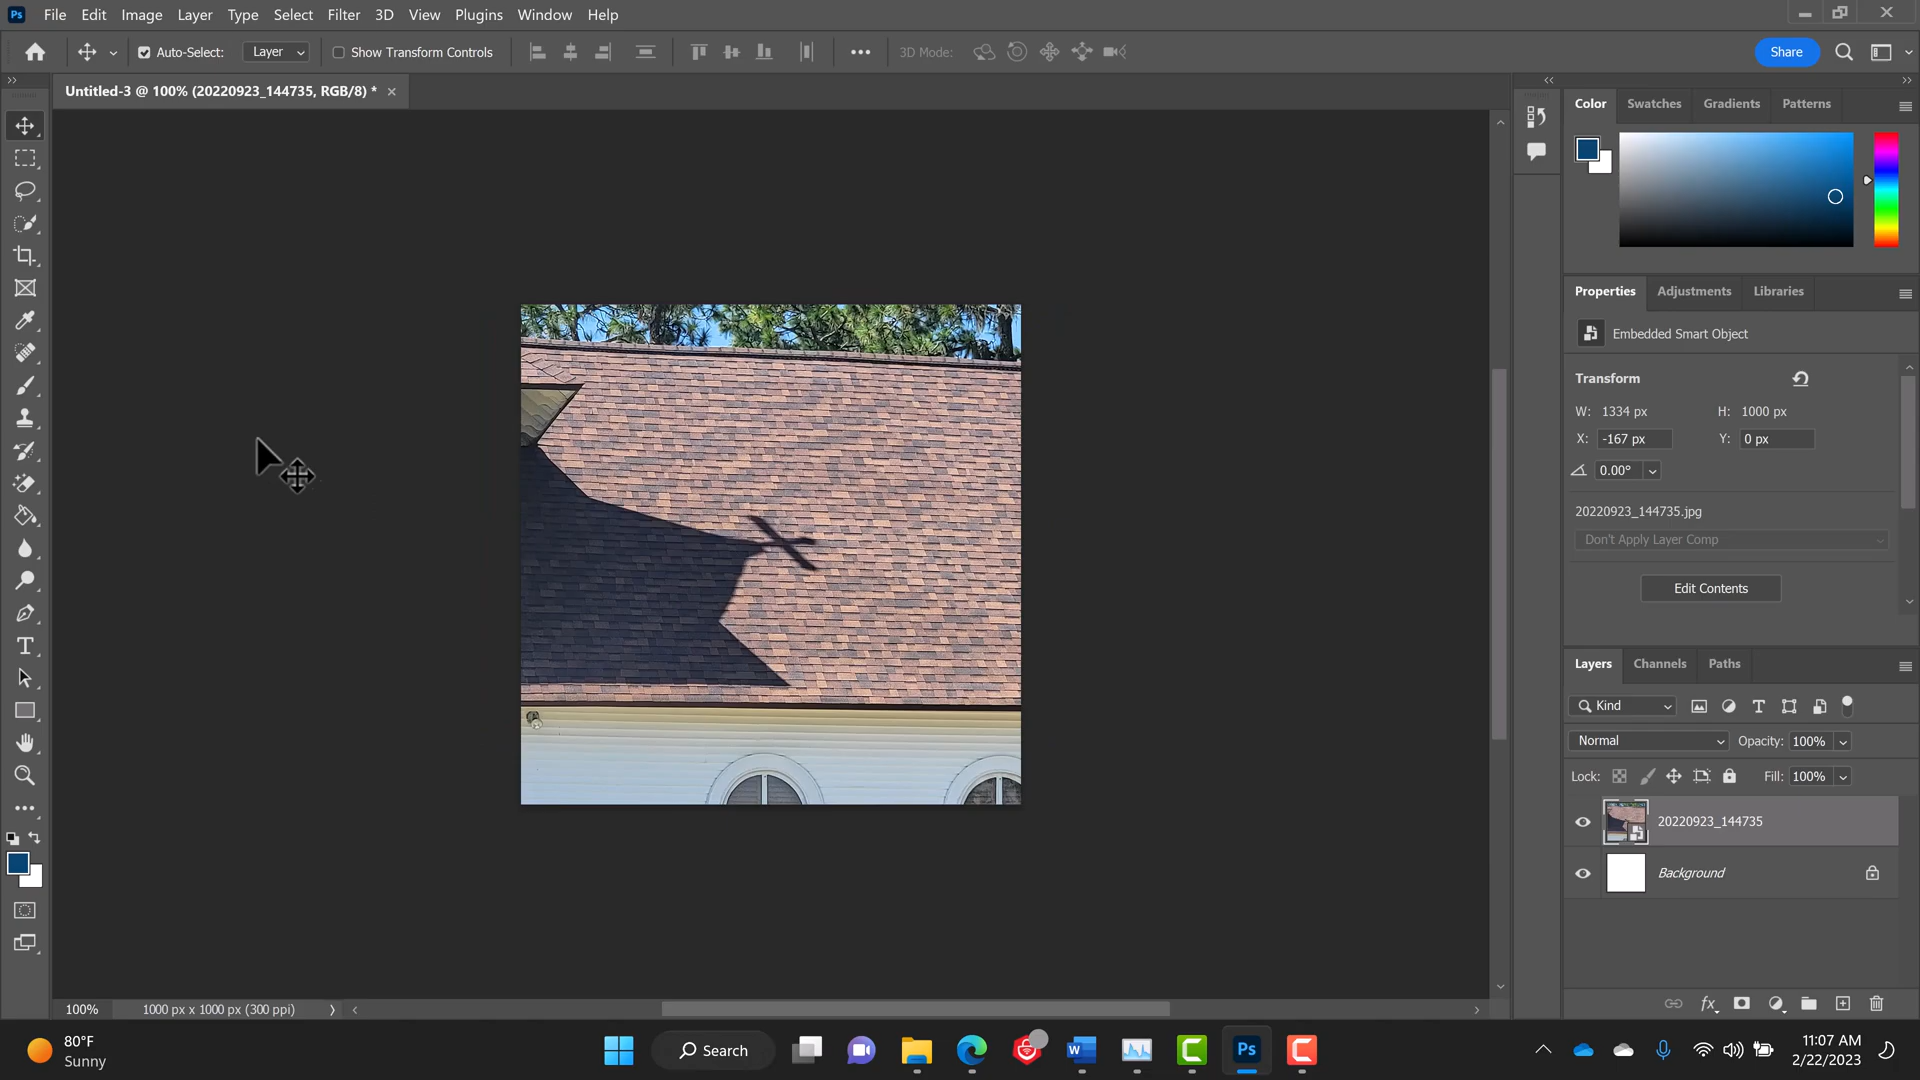 Ps File Edit Image Layer Type Select Filter 3D View Plugins Window Help
Auto-Select: Layer Show Transform Controls 3D Mode: Share
Untitled-3 @ 100% (20220923_144735, RGB/8) *
Color Swatches Gradients Patterns
Properties Adjustments Libraries
Embedded Smart Object
Transform
W: 1334 px H: 1000 px
X: -167 px Y: 0 px
0.00°
20220923_144735.jpg
Don't Apply Layer Comp
Edit Contents
Layers Channels Paths
Kind
Normal Opacity: 100%
Lock: Fill: 100%
20220923_144735
Background
100% 1000 px x 1000 px (300 ppi)
80°F
Sunny
Search
Ps
11:07 AM
2/22/2023